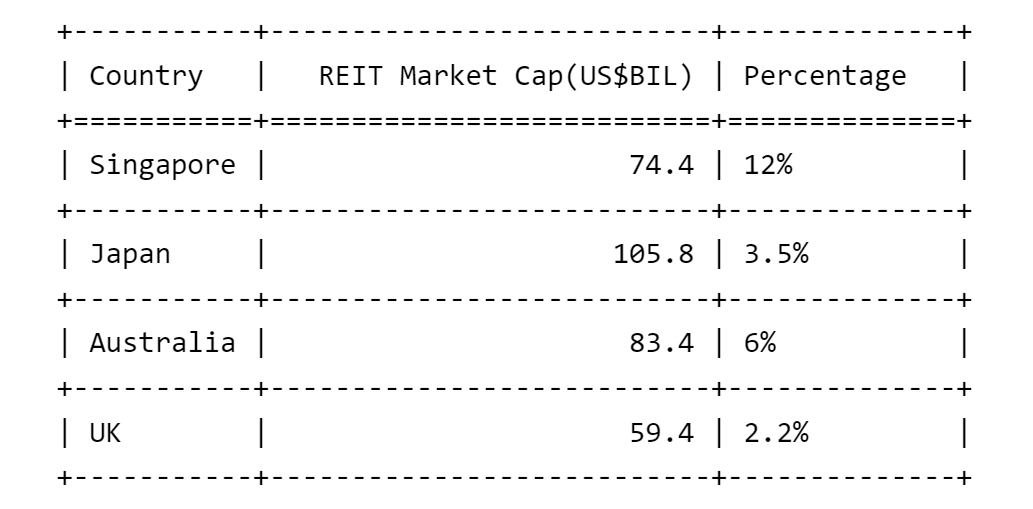 +-----------+---------------------------+--------------+
| Country   |   REIT Market Cap(US$BIL) | Percentage   |
+===========+===========================+==============+
| Singapore |                      74.4 | 12%          |
+-----------+---------------------------+--------------+
| Japan     |                     105.8 | 3.5%         |
+-----------+---------------------------+--------------+
| Australia |                      83.4 | 6%           |
+-----------+---------------------------+--------------+
| UK        |                      59.4 | 2.2%         |
+-----------+---------------------------+--------------+